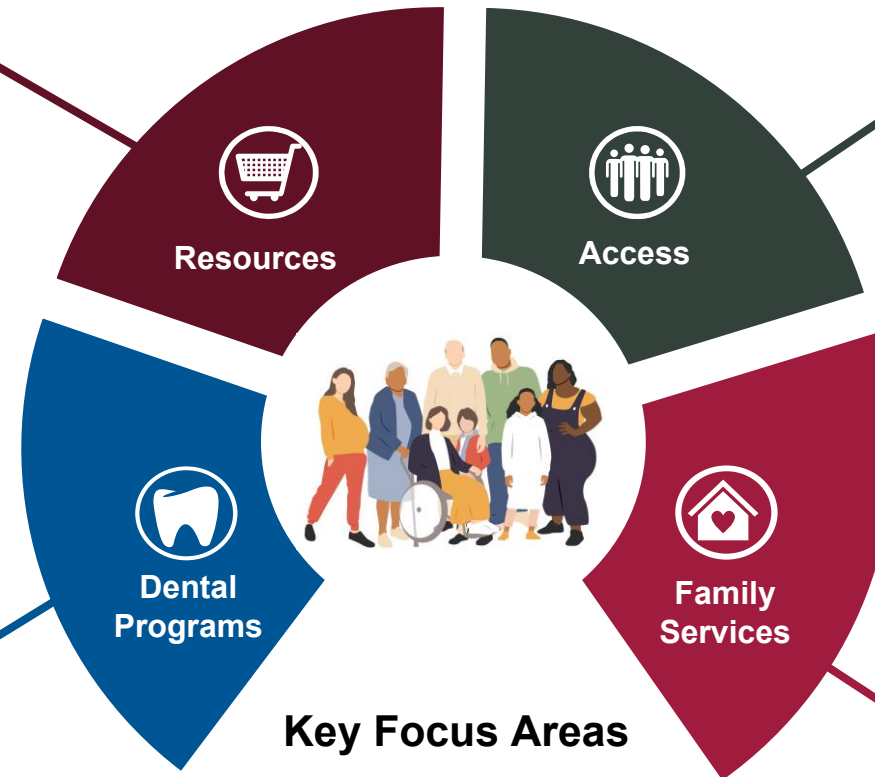 Resources
Access
Dental
Programs
Family
Services
Key Focus Areas